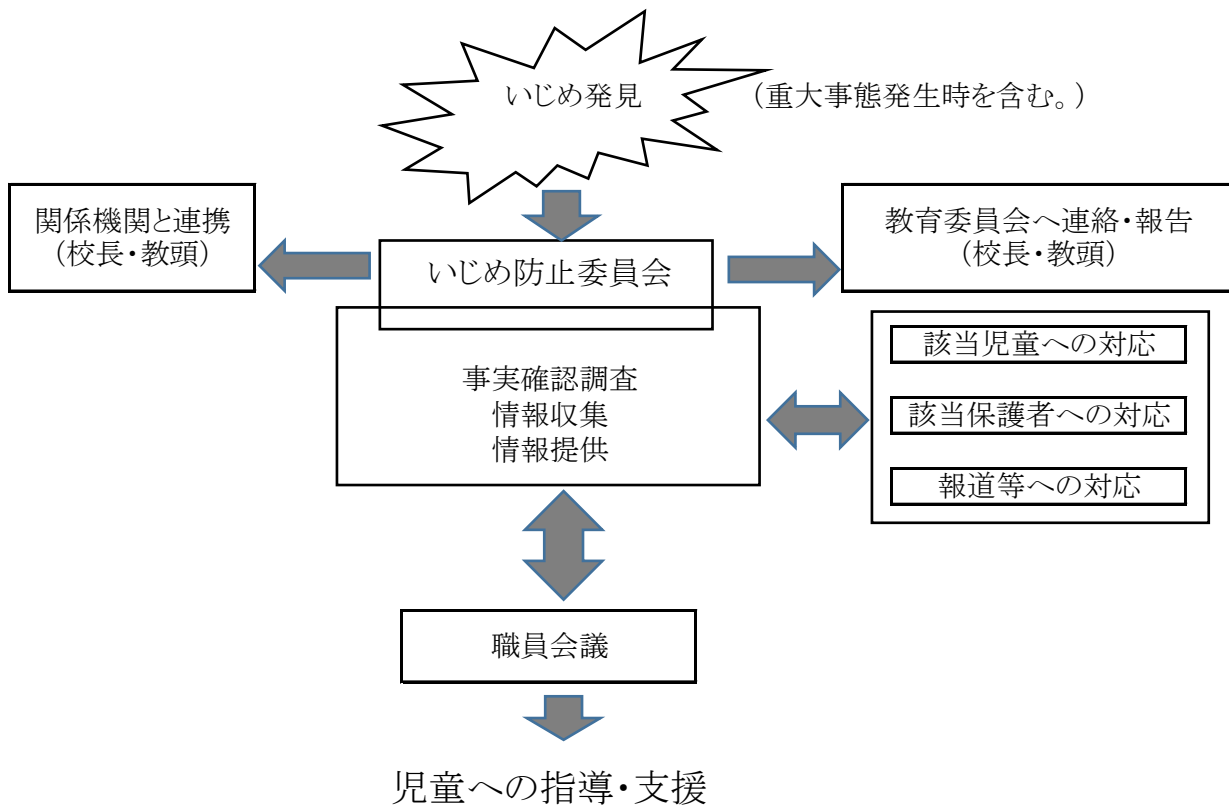 いじめ発見
（重大事態発生時を含む。）
関係機関と連携
（校長・教頭）
いじめ防止委員会
教育委員会へ連絡・報告
（校長・教頭）
事実確認調査
情報収集
情報提供
該当児童への対応
該当保護者への対応
報道等への対応
職員会議
児童への指導・支援